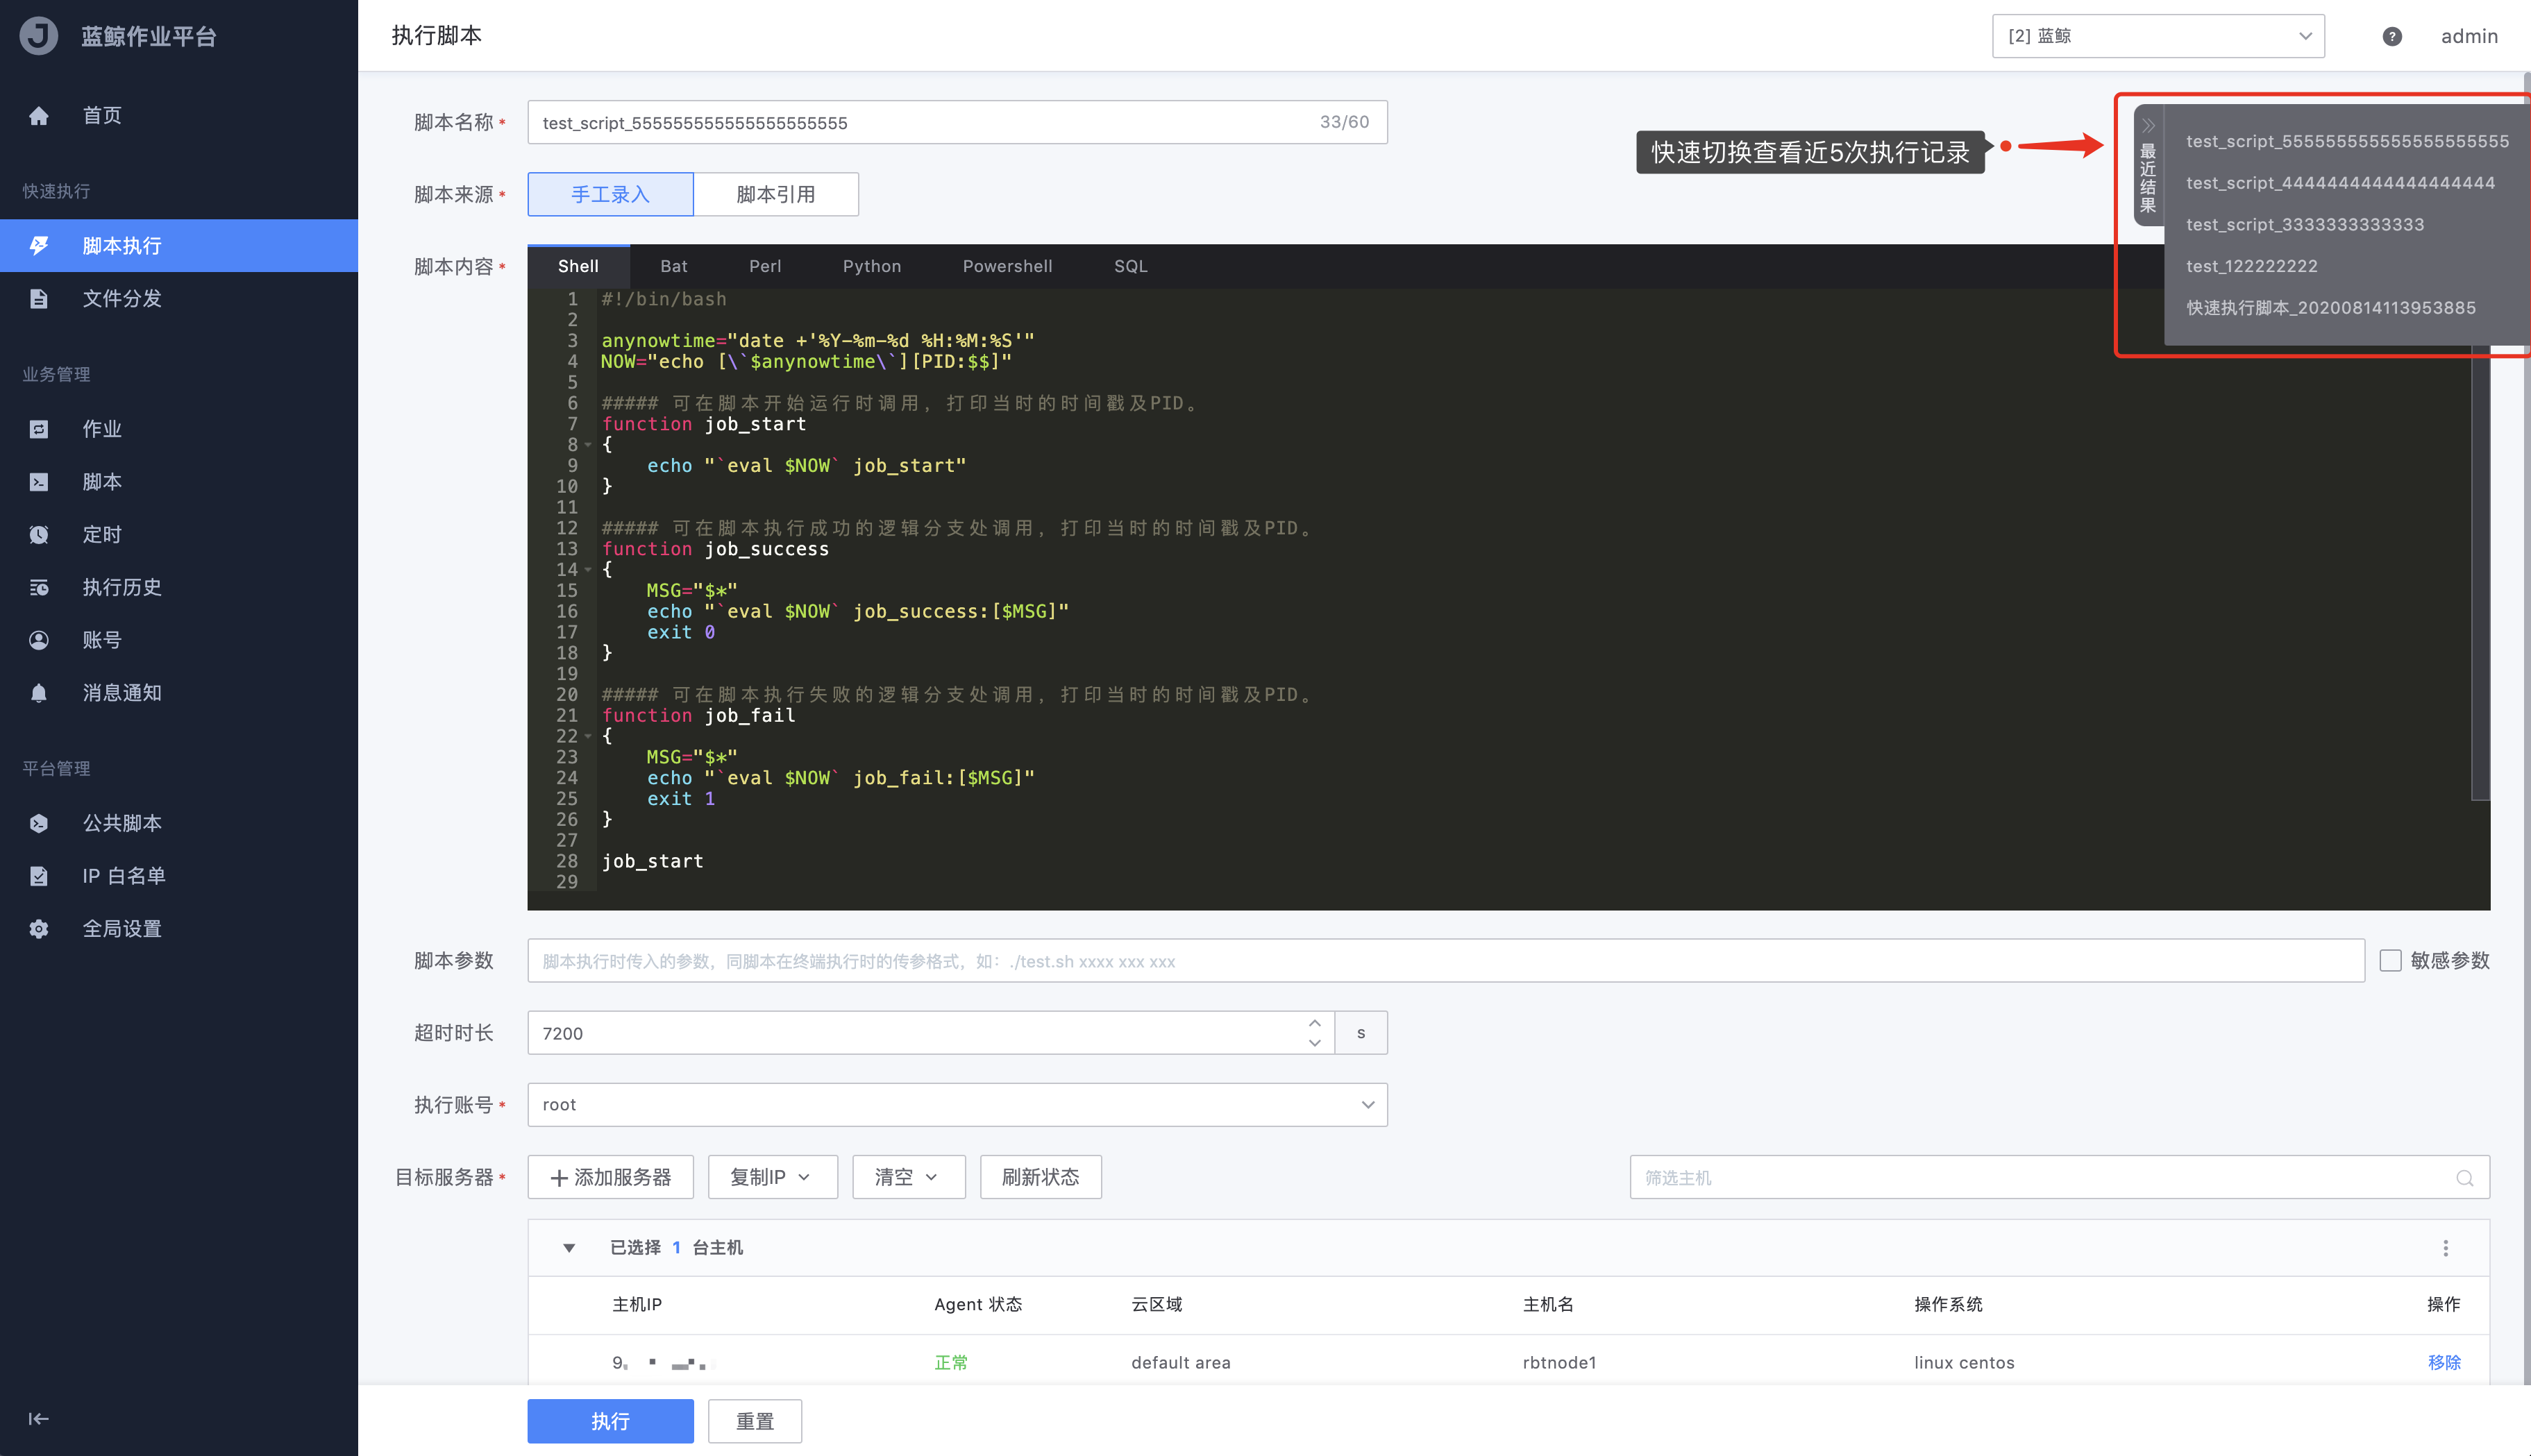 蓝鲸作业平台
首页
快速执行
脚本执行
文件分发
业务管理
作业
脚本
定时
执行历史
账号
消息通知
平台管理
公共脚本
IP 白名单
全局设置
执行脚本
[2] 蓝鲸
? admin
脚本名称 *
test_script_555555555555555555555
33/60
脚本来源 *
手工录入 脚本引用
快速切换查看近5次执行记录
最近结果
test_script_555555555555555555555
test_script_4444444444444444444
test_script_3333333333333
test_122222222
快速执行脚本_20200814113953885
脚本内容 *
Shell Bat Perl Python Powershell SQL
1 #!/bin/bash
2
3 anynowtime="date +'%Y-%m-%d %H:%M:%S'"
4 NOW="echo [\`$anynowtime\`][PID:$$]"
5
6 ##### 可在脚本开始运行时调用，打印当时的时间戳及PID。
7 function job_start
8 {
9     echo "`eval $NOW` job_start"
10 }
11
12 ##### 可在脚本执行成功的逻辑分支处调用，打印当时的时间戳及PID。
13 function job_success
14 {
15     MSG="$*"
16     echo "`eval $NOW` job_success:[$MSG]"
17     exit 0
18 }
19
20 ##### 可在脚本执行失败的逻辑分支处调用，打印当时的时间戳及PID。
21 function job_fail
22 {
23     MSG="$*"
24     echo "`eval $NOW` job_fail:[$MSG]"
25     exit 1
26 }
27
28 job_start
29
脚本参数
脚本执行时传入的参数，同脚本在终端执行时的传参格式，如：./test.sh xxxx xxx xxx
敏感参数
超时时长
7200
s
执行账号 *
root
目标服务器 *
添加服务器 复制IP 清空 刷新状态
筛选主机
已选择 1 台主机
主机IP Agent 状态 云区域 主机名 操作系统 操作
9. 正常 default area rbtnode1 linux centos 移除
执行 重置